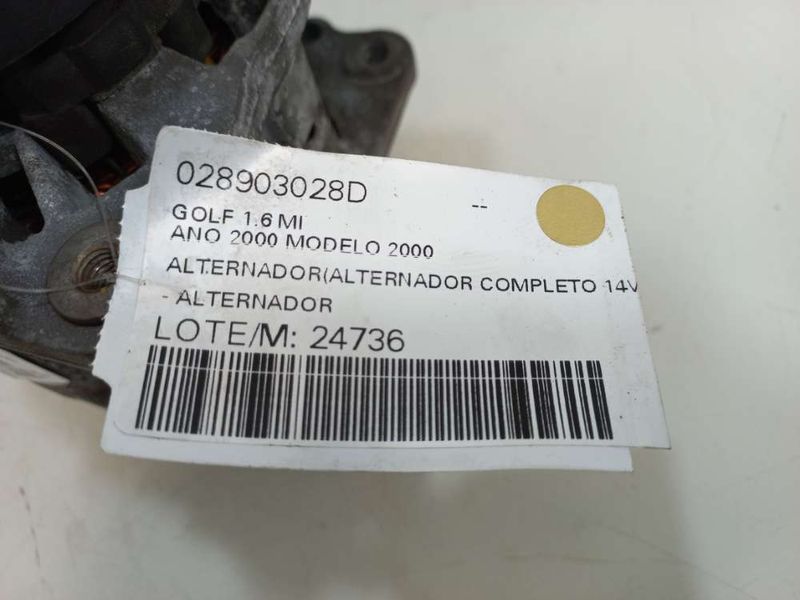 028903028D
--
GOLF 1.6 MI
ANO 2000 MODELO 2000
ALTERNADOR(ALTERNADOR COMPLETO 14V
- ALTERNADOR
LOTE/M: 24736